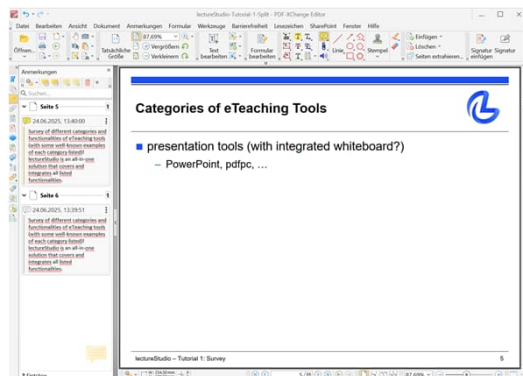 lectureStudio-Tutorial-1-Split - PDF-XChange Editor
Datei Bearbeiten Ansicht Dokument Anmerkungen Formular Werkzeuge Barrierefreiheit Lesezeichen SharePoint Fenster Hilfe
Öffnen...
Tatsächliche Größe
87,69%
Vergrößern
Verkleinern
Text bearbeiten
Formular bearbeiten
Linie
Stempel
Einfügen
Löschen
Seiten extrahieren...
Signatur einfügen
Signatur
Anmerkungen
Suchen...
Seite 5 1
24.06.2025, 13:40:00
Survey of different categories and
functionalities of eTeaching tools
(with some well-known examples
of each category listed)!
lectureStudio is an all-in-one
solution that covers and
integrates all listed
functionalities.
Seite 6 1
24.06.2025, 13:39:51
Survey of different categories and
functionalities of eTeaching tools
(with some well-known examples
of each category listed)!
lectureStudio is an all-in-one
solution that covers and
integrates all listed
functionalities.
Categories of eTeaching Tools
presentation tools (with integrated whiteboard?)
– PowerPoint, pdfpc, …
lectureStudio – Tutorial 1: Survey
5